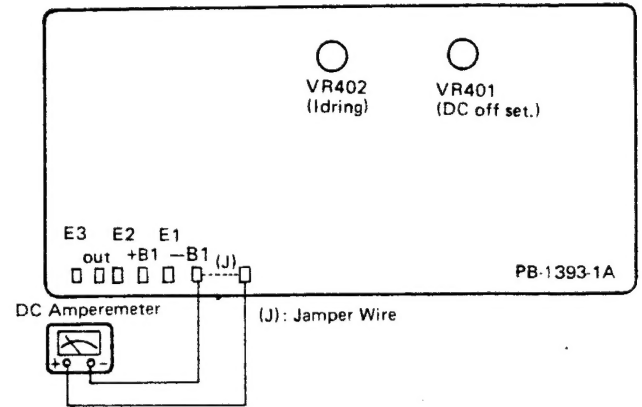 VR402
(Idring)
VR401
(DC off set.)
E3 E2 E1
out +B1 -B1 (J)
PB-1393-1A
DC Amperemeter
(J): Jamper Wire
+ -